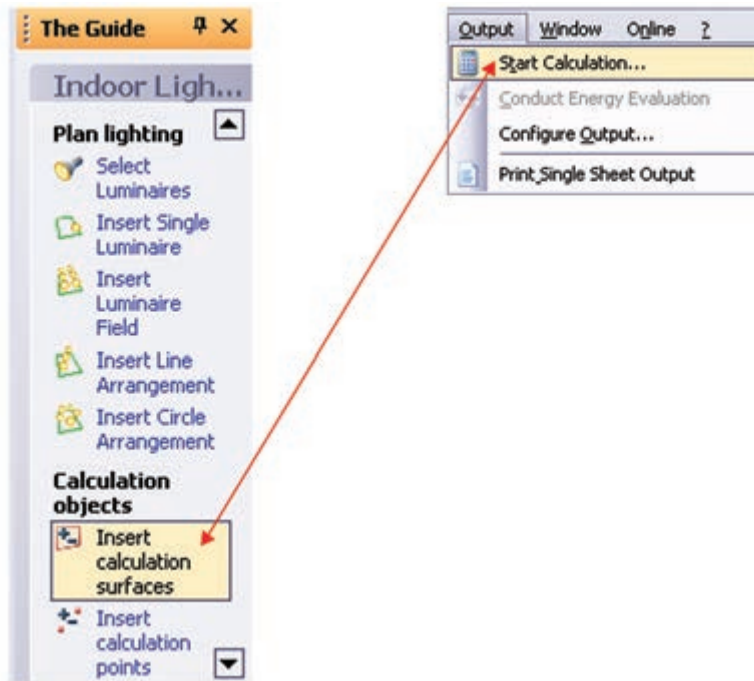 The Guide
Indoor Ligh...
Plan lighting
Select
Luminaires
Insert Single
Luminaire
Insert
Luminaire
Field
Insert Line
Arrangement
Insert Circle
Arrangement
Calculation
objects
Insert
calculation
surfaces
Insert
calculation
points
Output Window Online ?
Start Calculation...
Conduct Energy Evaluation
Configure Output...
Print Single Sheet Output